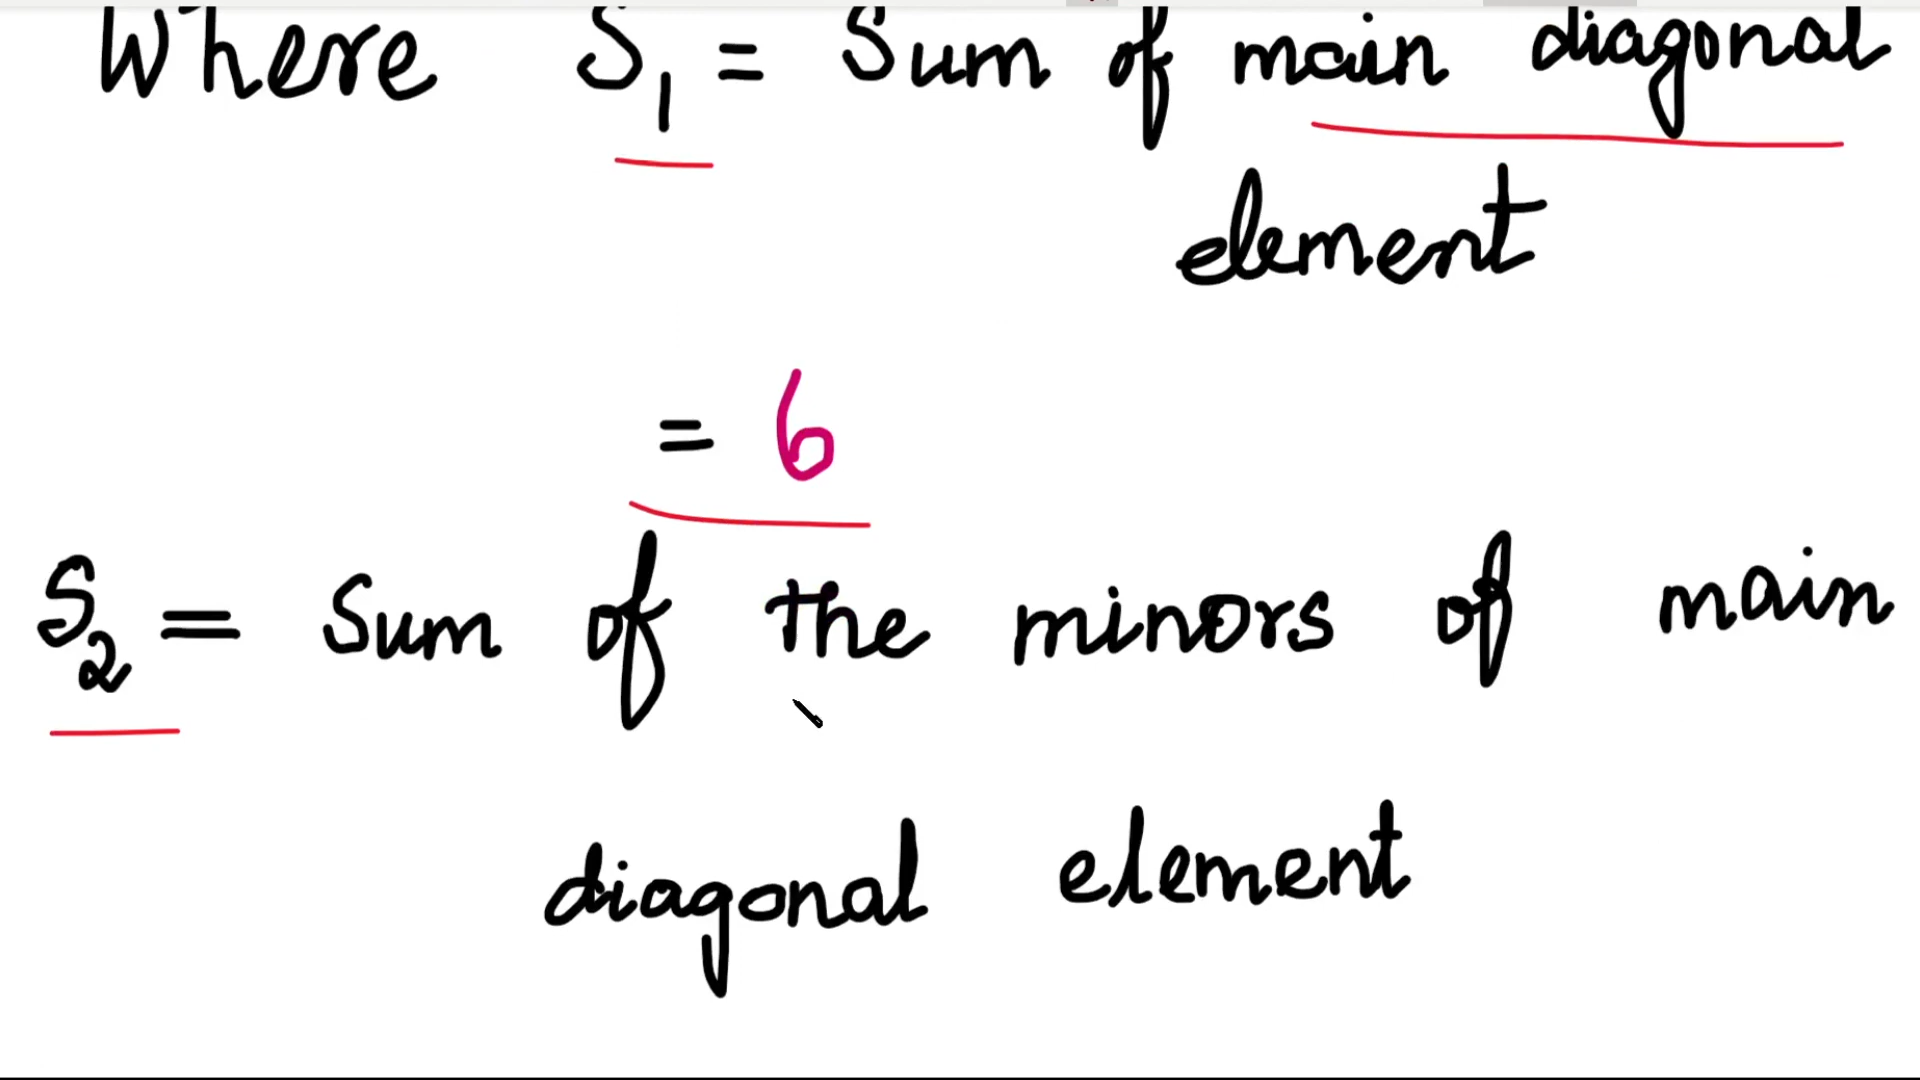 Where S₁ = Sum of main diagonal
element
= 6
S₂ = Sum of the minors of main
diagonal element